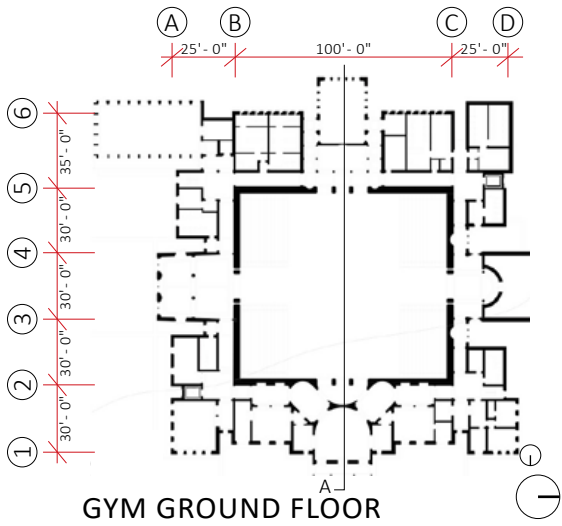 A B C D
25'- 0" 100'- 0" 25'- 0"
6
35'- 0"
5
30'- 0"
4
30'- 0"
3
30'- 0"
2
30'- 0"
1
A
GYM GROUND FLOOR